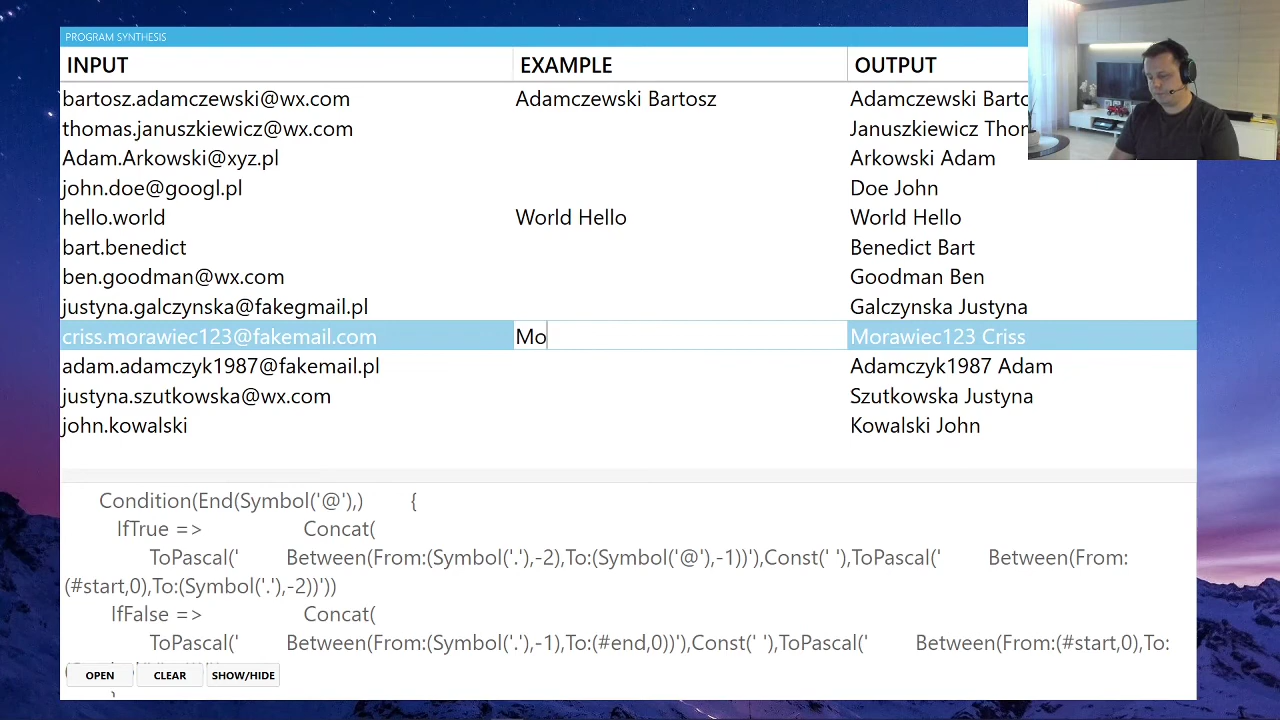 PROGRAM SYNTHESIS
INPUT EXAMPLE OUTPUT
bartosz.adamczewski@wx.com Adamczewski Bartosz Adamczewski Barto
thomas.januszkiewicz@wx.com Januszkiewicz Thom
Adam.Arkowski@xyz.pl Arkowski Adam
john.doe@googl.pl Doe John
hello.world World Hello World Hello
bart.benedict Benedict Bart
ben.goodman@wx.com Goodman Ben
justyna.galczynska@fakegmail.pl Galczynska Justyna
criss.morawiec123@fakemail.com Mo Morawiec123 Criss
adam.adamczyk1987@fakemail.pl Adamczyk1987 Adam
justyna.szutkowska@wx.com Szutkowska Justyna
john.kowalski Kowalski John
Condition(End(Symbol('@'),) {
IfTrue => Concat(
ToPascal(' Between(From:(Symbol('.'),-2),To:(Symbol('@'),-1))'),Const(' '),ToPascal(' Between(From:
(#start,0),To:(Symbol('.'),-2))'))
IfFalse => Concat(
ToPascal(' Between(From:(Symbol('.'),-1),To:(#end,0))'),Const(' '),ToPascal(' Between(From:(#start,0),To:
OPEN CLEAR SHOW/HIDE
}